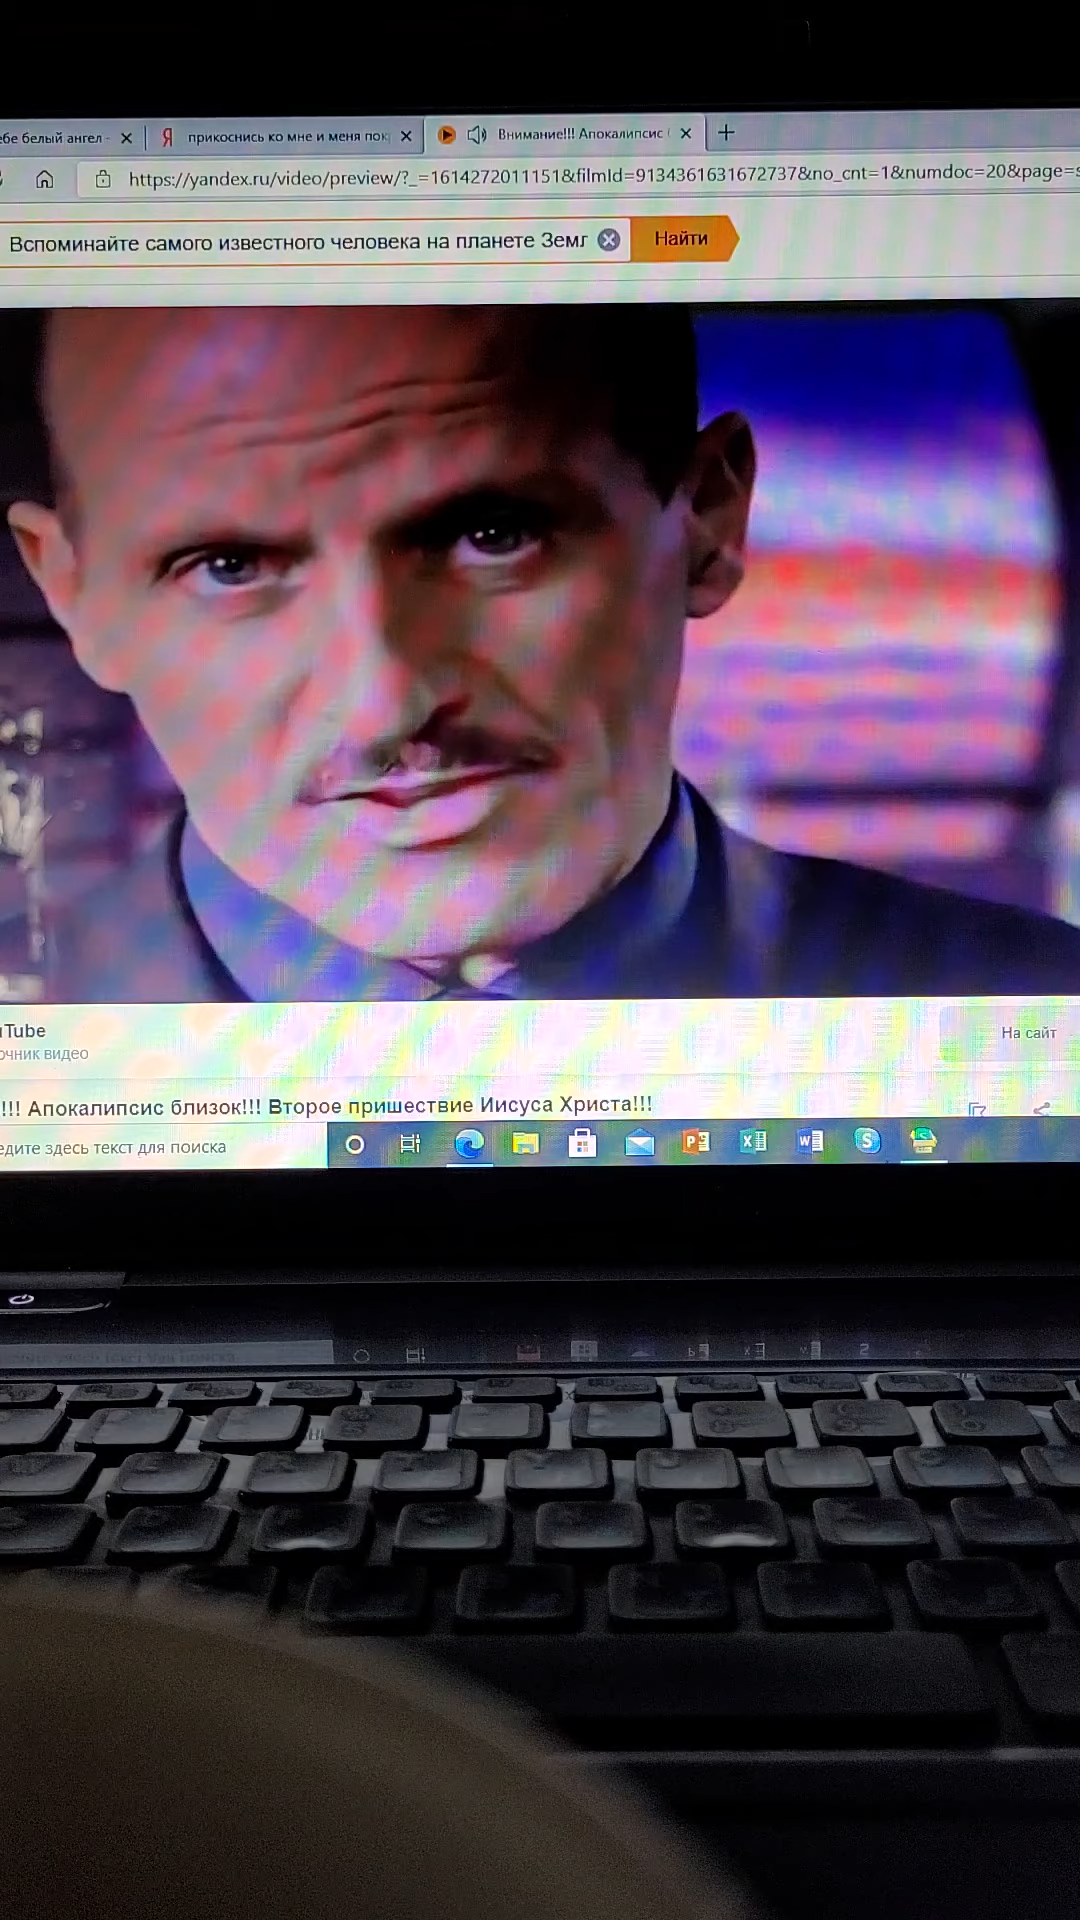 ебе белый ангел -
Я прикоснись ко мне и меня пок
Внимание!!! Апокалипсис
https://yandex.ru/video/preview/?_=1614272011151&filmId=9134361631672737&no_cnt=1&numdoc=20&page=s
Вспоминайте самого известного человека на планете Земл
Найти
uTube
очник видео
На сайт
!!! Апокалипсис близок!!! Второе пришествие Иисуса Христа!!!
едите здесь текст для поиска